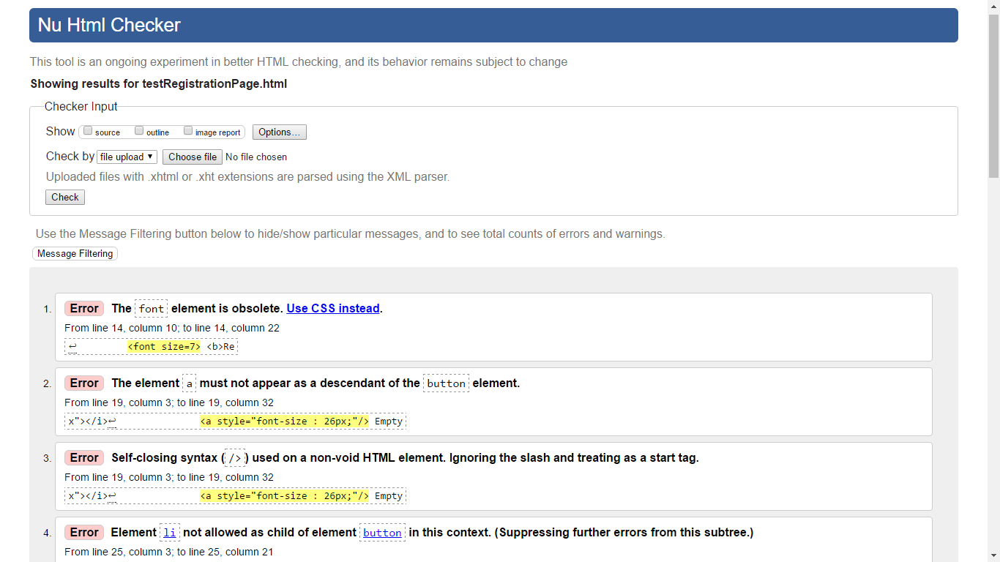 Nu Html Checker
This tool is an ongoing experiment in better HTML checking, and its behavior remains subject to change
Showing results for testRegistrationPage.html
Checker Input
Show source outline image report Options...
Check by file upload ▼ Choose file No file chosen
Uploaded files with .xhtml or .xht extensions are parsed using the XML parser.
Check
Use the Message Filtering button below to hide/show particular messages, and to see total counts of errors and warnings.
Message Filtering
1. Error The font element is obsolete. Use CSS instead.
From line 14, column 10; to line 14, column 22
↩ <font size=7> <b>Re
2. Error The element a must not appear as a descendant of the button element.
From line 19, column 3; to line 19, column 32
x"></i>↩ <a style="font-size : 26px;"/> Empty
3. Error Self-closing syntax (/>) used on a non-void HTML element. Ignoring the slash and treating as a start tag.
From line 19, column 3; to line 19, column 32
x"></i>↩ <a style="font-size : 26px;"/> Empty
4. Error Element li not allowed as child of element button in this context. (Suppressing further errors from this subtree.)
From line 25, column 3; to line 25, column 21